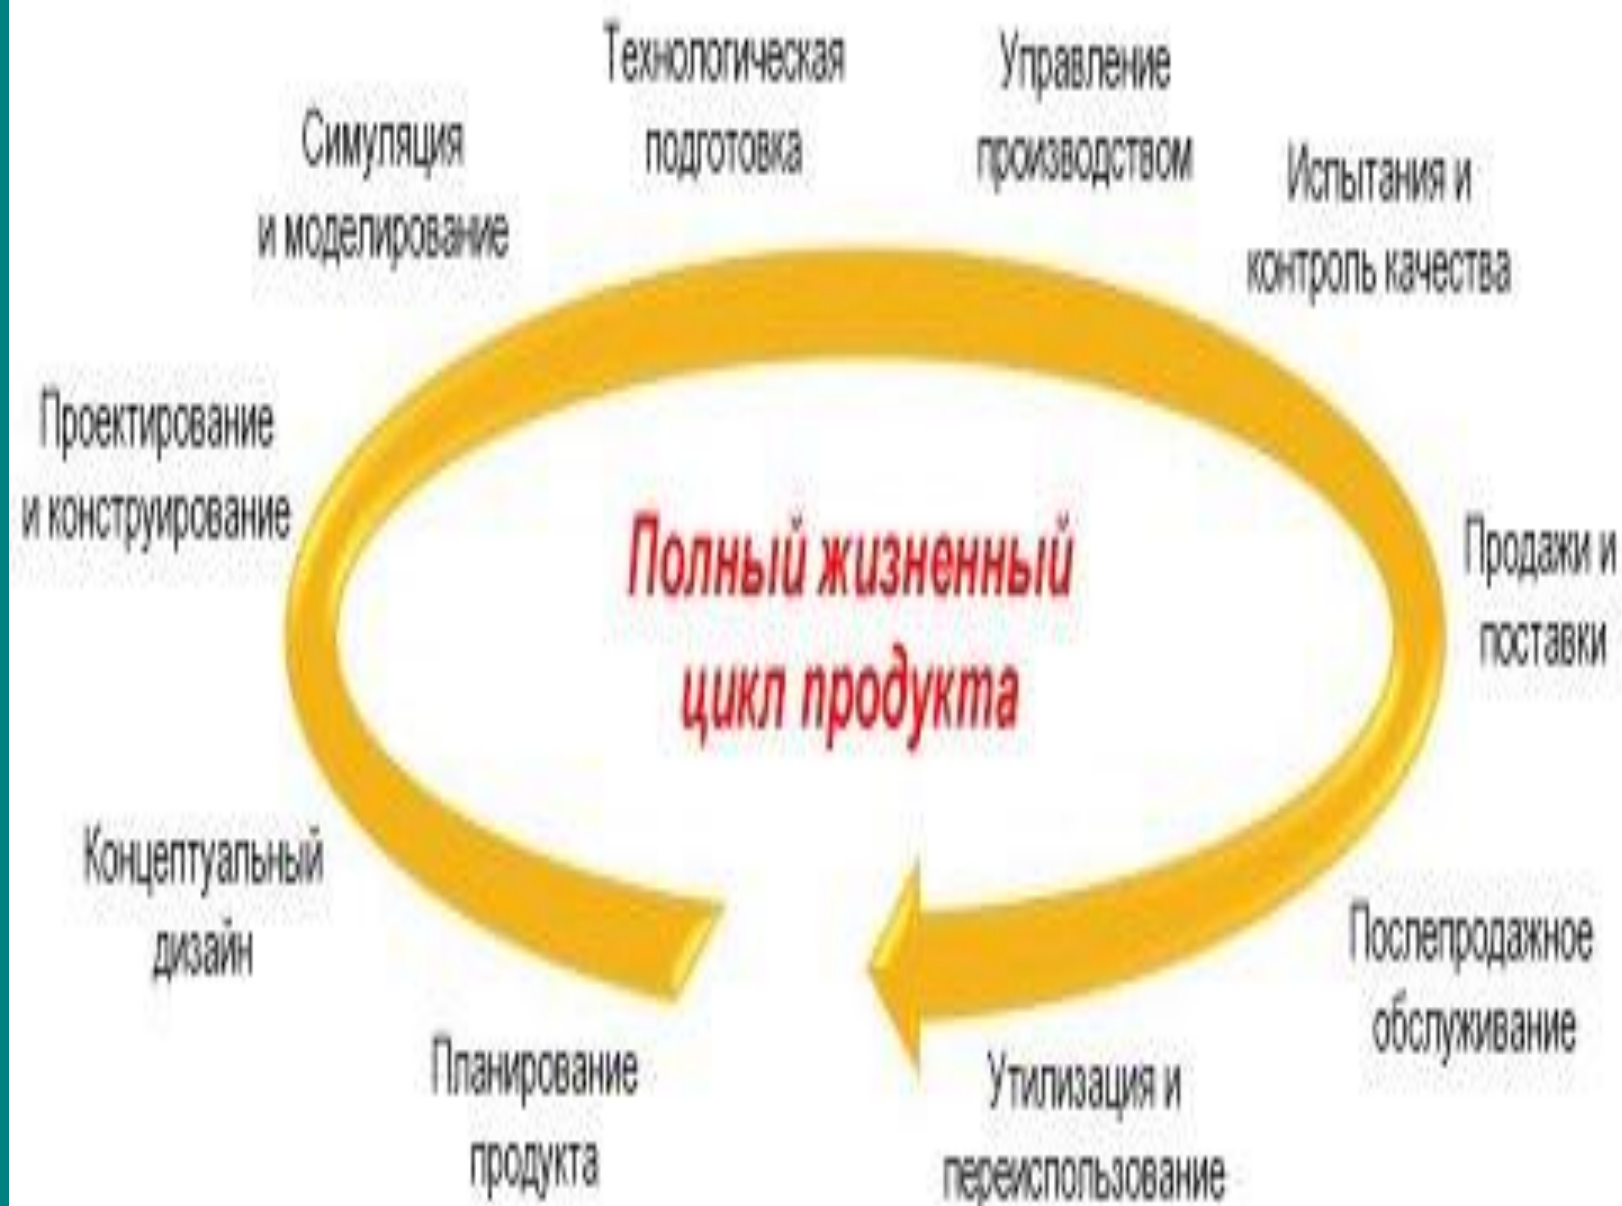 Технологическая
подготовка
Управление
производством
Симуляция
и моделирование
Испытания и
контроль качества
Проектирование
и конструирование
Полный жизненный
цикл продукта
Продажи и
поставки
Концептуальный
дизайн
Послепродажное
обслуживание
Планирование
продукта
Утилизация и
переиспользование